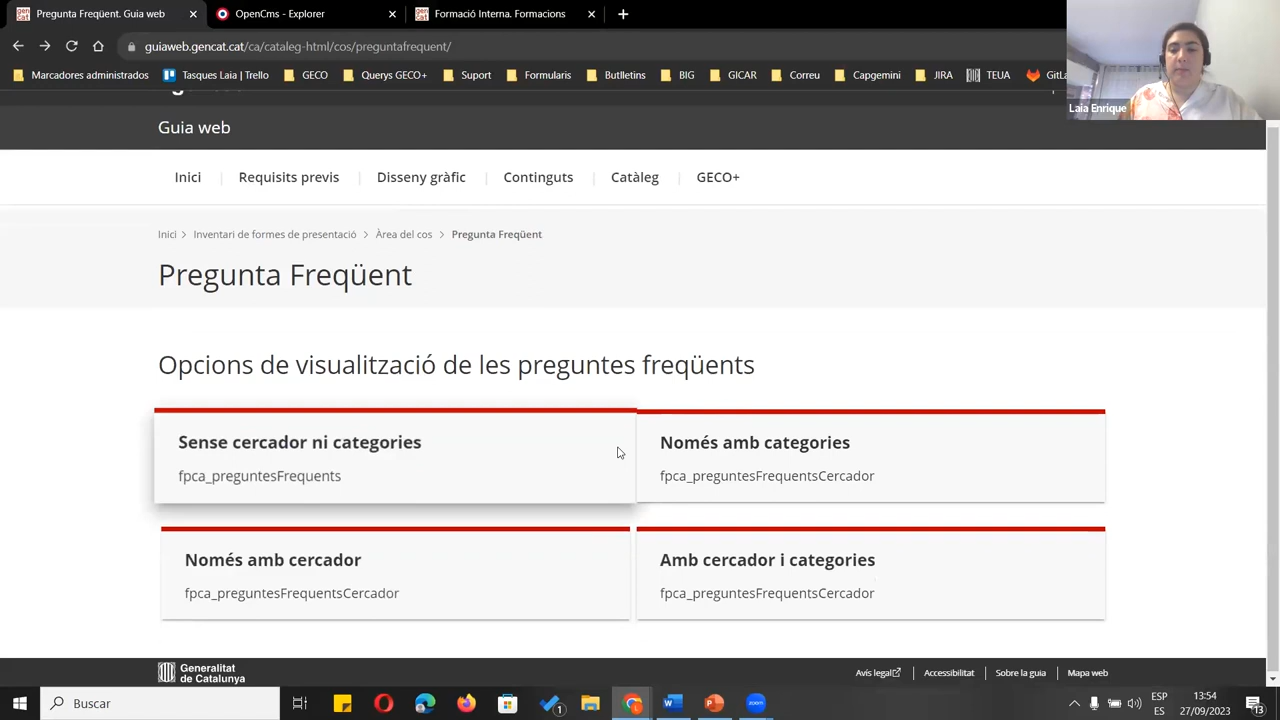 Pregunta Freqüent. Guia web
OpenCms - Explorer
Formació Interna. Formacions
guiaweb.gencat.cat/ca/cataleg-html/cos/preguntafrequent/
Marcadores administrados
Tasques Laia | Trello
GECO
Querys GECO+
Suport
Formularis
Butlletins
BIG
GICAR
Correu
Capgemini
JIRA
TEUA
GitLa
Laia Enrique
Guia web
Inici
Requisits previs
Disseny gràfic
Continguts
Catàleg
GECO+
Inici > Inventari de formes de presentació > Àrea del cos > Pregunta Freqüent
Pregunta Freqüent
Opcions de visualització de les preguntes freqüents
Sense cercador ni categories
fpca_preguntesFrequents
Només amb categories
fpca_preguntesFrequentsCercador
Només amb cercador
fpca_preguntesFrequentsCercador
Amb cercador i categories
fpca_preguntesFrequentsCercador
Generalitat
de Catalunya
Avís legal
Accessibilitat
Sobre la guia
Mapa web
Buscar
1
zoom
ESP
ES
13:54
27/09/2023
13